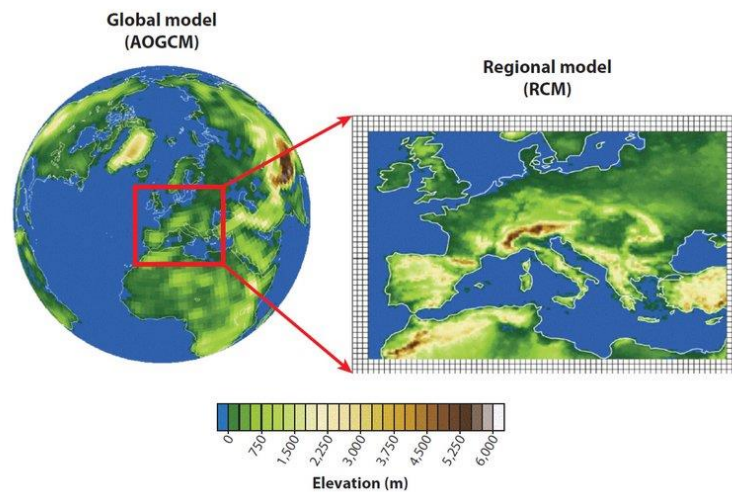 Global model
(AOGCM)
Regional model
(RCM)
0
750
1,500
2,250
3,000
3,750
4,500
5,250
6,000
Elevation (m)